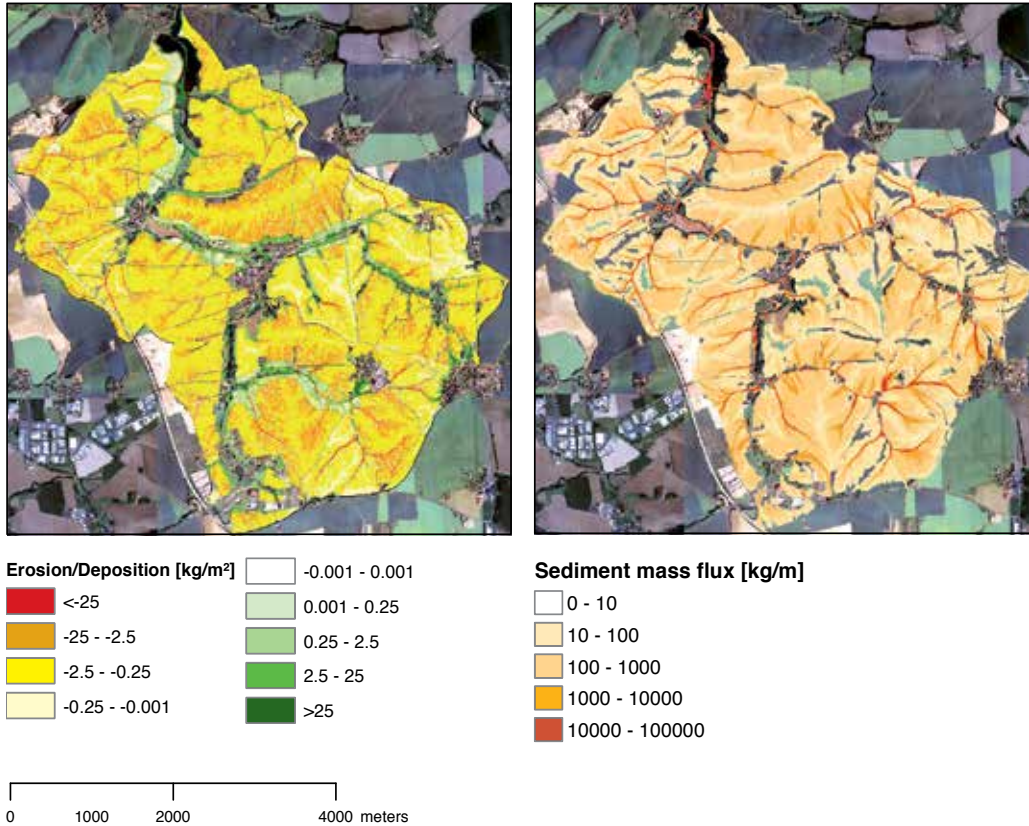 Erosion/Deposition [kg/m²]
<-25
-25 - -2.5
-2.5 - -0.25
-0.25 - -0.001
-0.001 - 0.001
0.001 - 0.25
0.25 - 2.5
2.5 - 25
>25
Sediment mass flux [kg/m]
0 - 10
10 - 100
100 - 1000
1000 - 10000
10000 - 100000
0 1000 2000 4000 meters